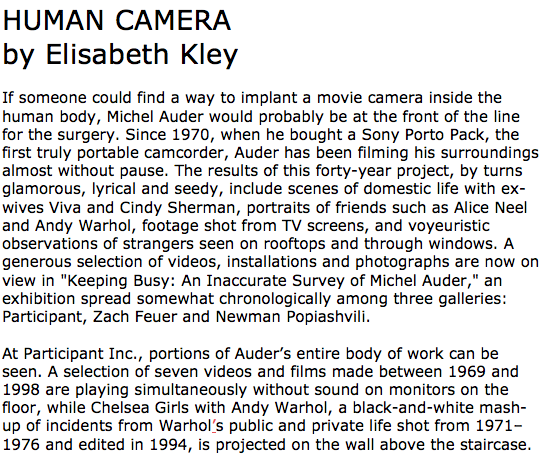 HUMAN CAMERA
by Elisabeth Kley
If someone could find a way to implant a movie camera inside the
human body, Michel Auder would probably be at the front of the line
for the surgery. Since 1970, when he bought a Sony Porto Pack, the
first truly portable camcorder, Auder has been filming his surroundings
almost without pause. The results of this forty-year project, by turns
glamorous, lyrical and seedy, include scenes of domestic life with ex-
wives Viva and Cindy Sherman, portraits of friends such as Alice Neel
and Andy Warhol, footage shot from TV screens, and voyeuristic
observations of strangers seen on rooftops and through windows. A
generous selection of videos, installations and photographs are now on
view in "Keeping Busy: An Inaccurate Survey of Michel Auder," an
exhibition spread somewhat chronologically among three galleries:
Participant, Zach Feuer and Newman Popiashvili.
At Participant Inc., portions of Auder’s entire body of work can be
seen. A selection of seven videos and films made between 1969 and
1998 are playing simultaneously without sound on monitors on the
floor, while Chelsea Girls with Andy Warhol, a black-and-white mash-
up of incidents from Warhol’s public and private life shot from 1971–
1976 and edited in 1994, is projected on the wall above the staircase.